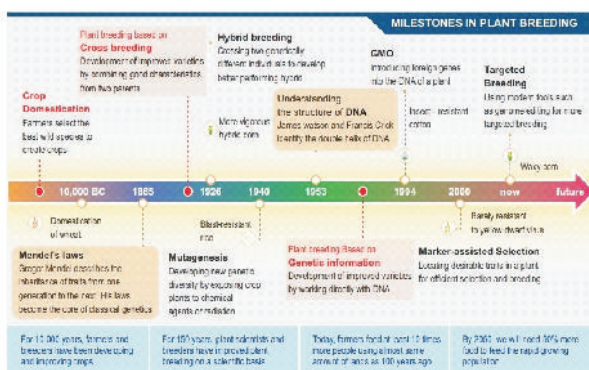 MILESTONES IN PLANT BREEDING
Plant breeding based on
Cross breeding
Development of improved varieties
by combining good characteristics
from two parents
Hybrid breeding
Crossing two genetically
different individuals to develop
better performing hybrid
GMO
Introducing foreign genes
into the DNA of a plant
Targeted
Breeding
Using modern tools such
as genome editing for more
targeted breeding
Crop
Domestication
Farmers select the
best wild species to
create crops
More vigorous
hybrid corn
Understanding
the structure of DNA
James watson and Francis Crick
identify the double helix of DNA
Insect - resistant
cotton
Waxy corn
10,000 BC
1865
1926
1940
1953
1994
2000
now
future
Domestication
of wheat
Blast-resistant
rice
Barely resistant
to yellow dwarf virus
Mendel's laws
Gregor Mendel describes the
inheritance of traits from one
generation to the next. His laws
become the core of classical genetics
Mutagenesis
Developing new genetic
diversity by exposing crop
plants to chemical
agents or radiation
Plant breeding Based on
Genetic information
Development of improved varieties
by working directly with DNA
Marker-assisted Selection
Locating desirable traits in a plant
for efficient selection and breeding
For 10 000 years, farmers and
breeders have been developing
and improving crops
For 150 years, plant scientists and
breeders have improved plant
breeding on a scientific basis
Today, farmers feed at least 10 times
more people using almost same
amount of lands as 100 years ago
By 2050, we will need 50% more
food to feed the rapid growing
population